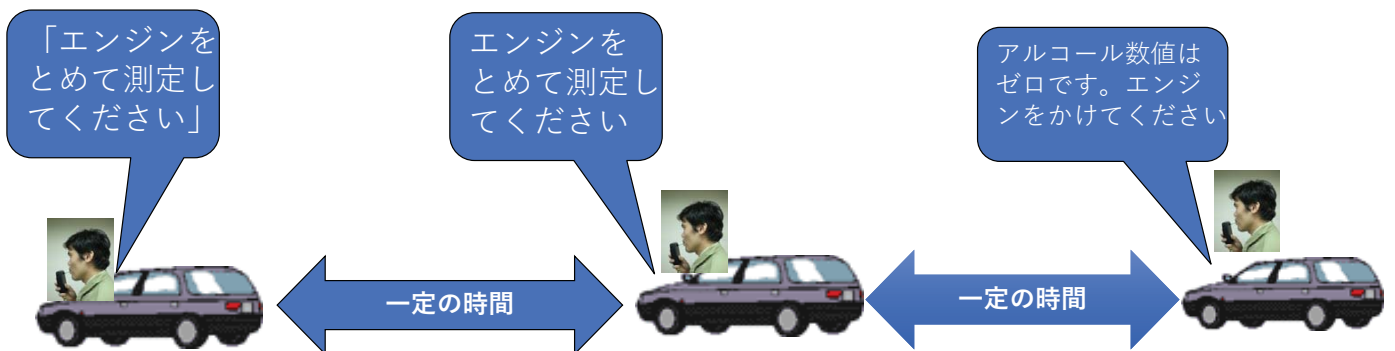 「エンジンを
とめて測定し
てください」
エンジンを
とめて測定し
てください
アルコール数値は
ゼロです。エンジ
ンをかけてください
一定の時間
一定の時間